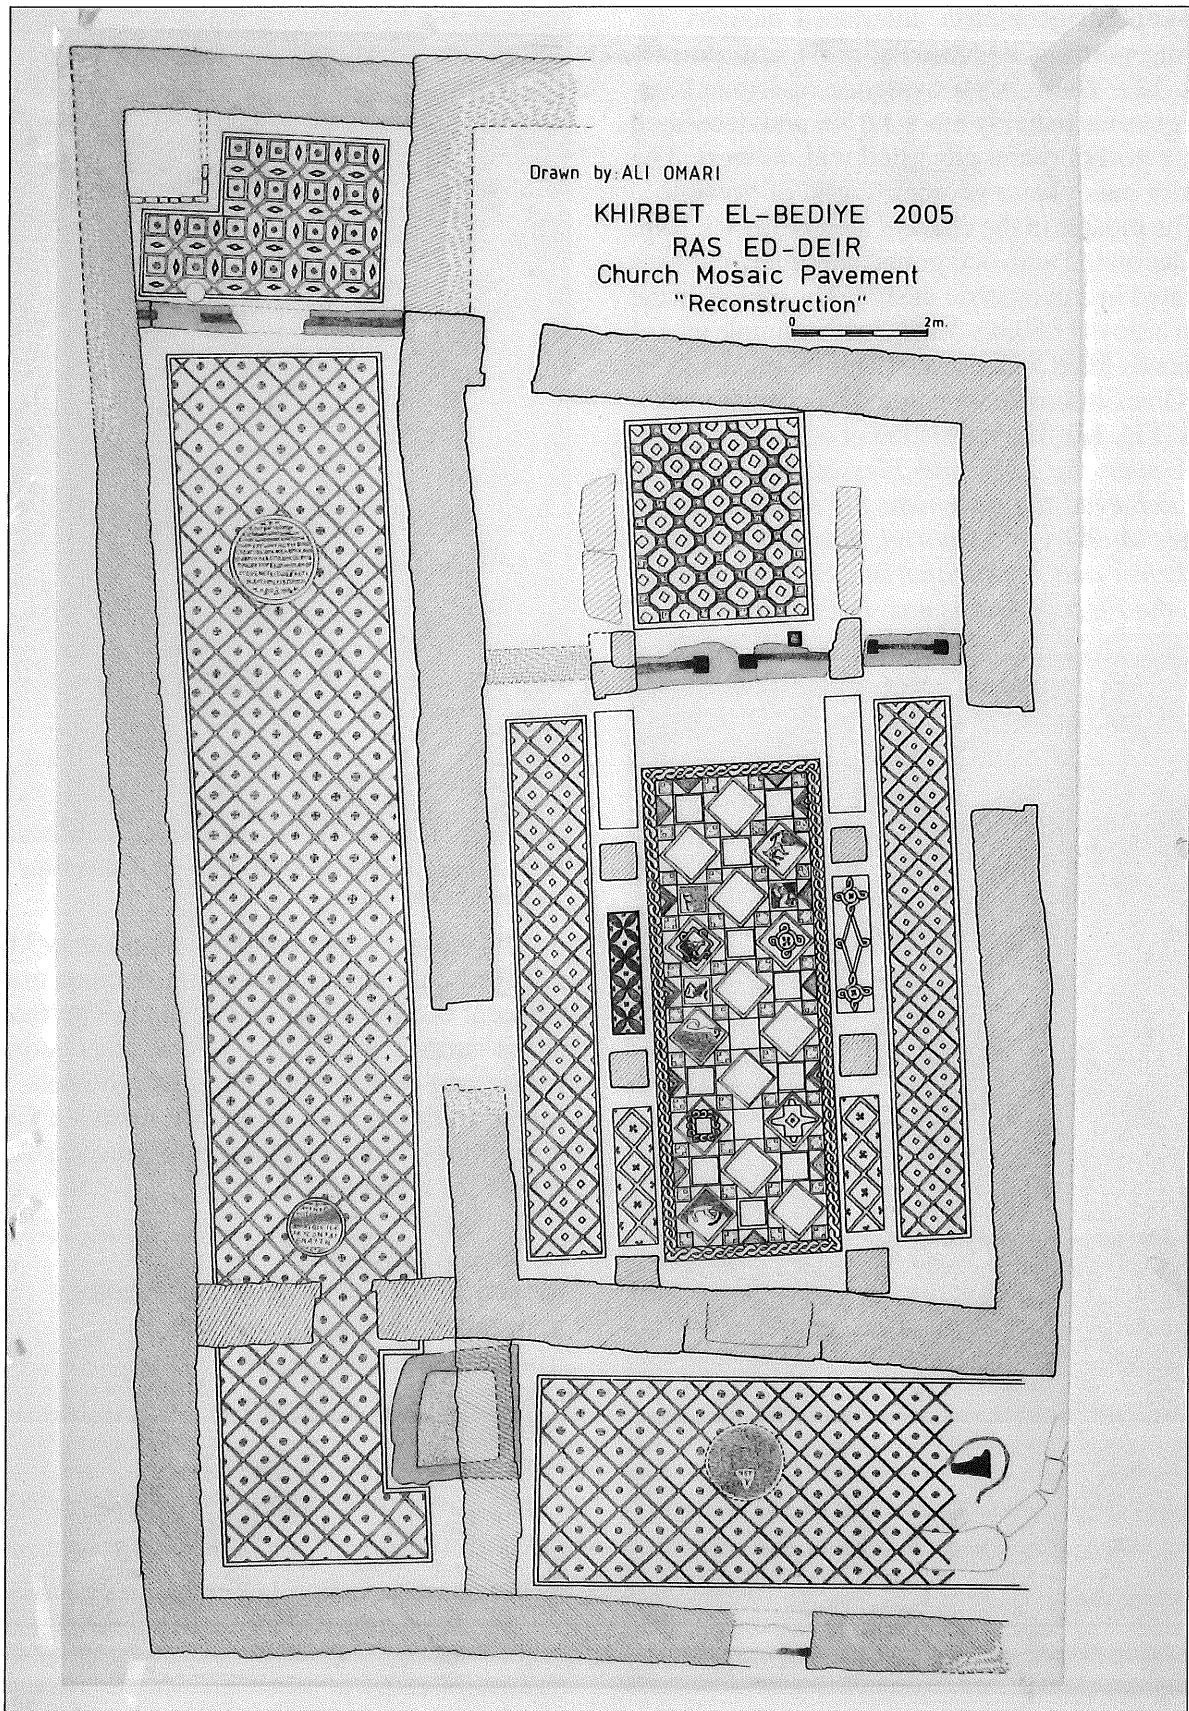 Drawn by: ALI OMARI
KHIRBET EL-BEDIYE 2005
RAS ED-DEIR
Church Mosaic Pavement
"Reconstruction"
0 2m.